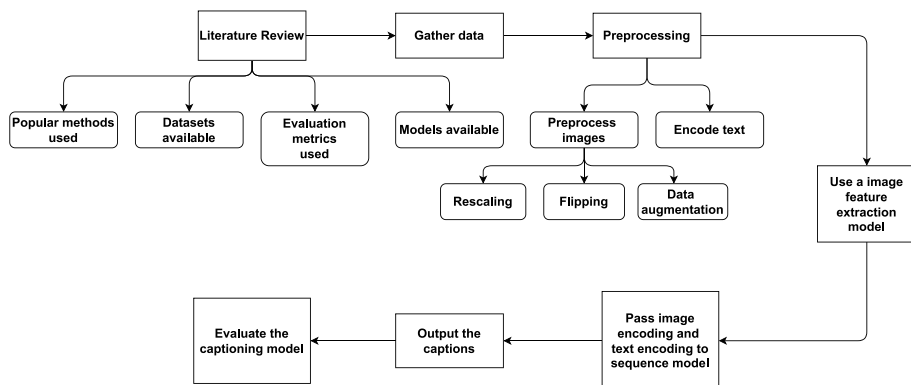 Literature Review
Gather data
Preprocessing
Popular methods
used
Datasets
available
Evaluation
metrics
used
Models available
Preprocess
images
Encode text
Rescaling
Flipping
Data
augmentation
Use a image
feature
extraction
model
Evaluate the
captioning model
Output the
captions
Pass image
encoding and
text encoding to
sequence model